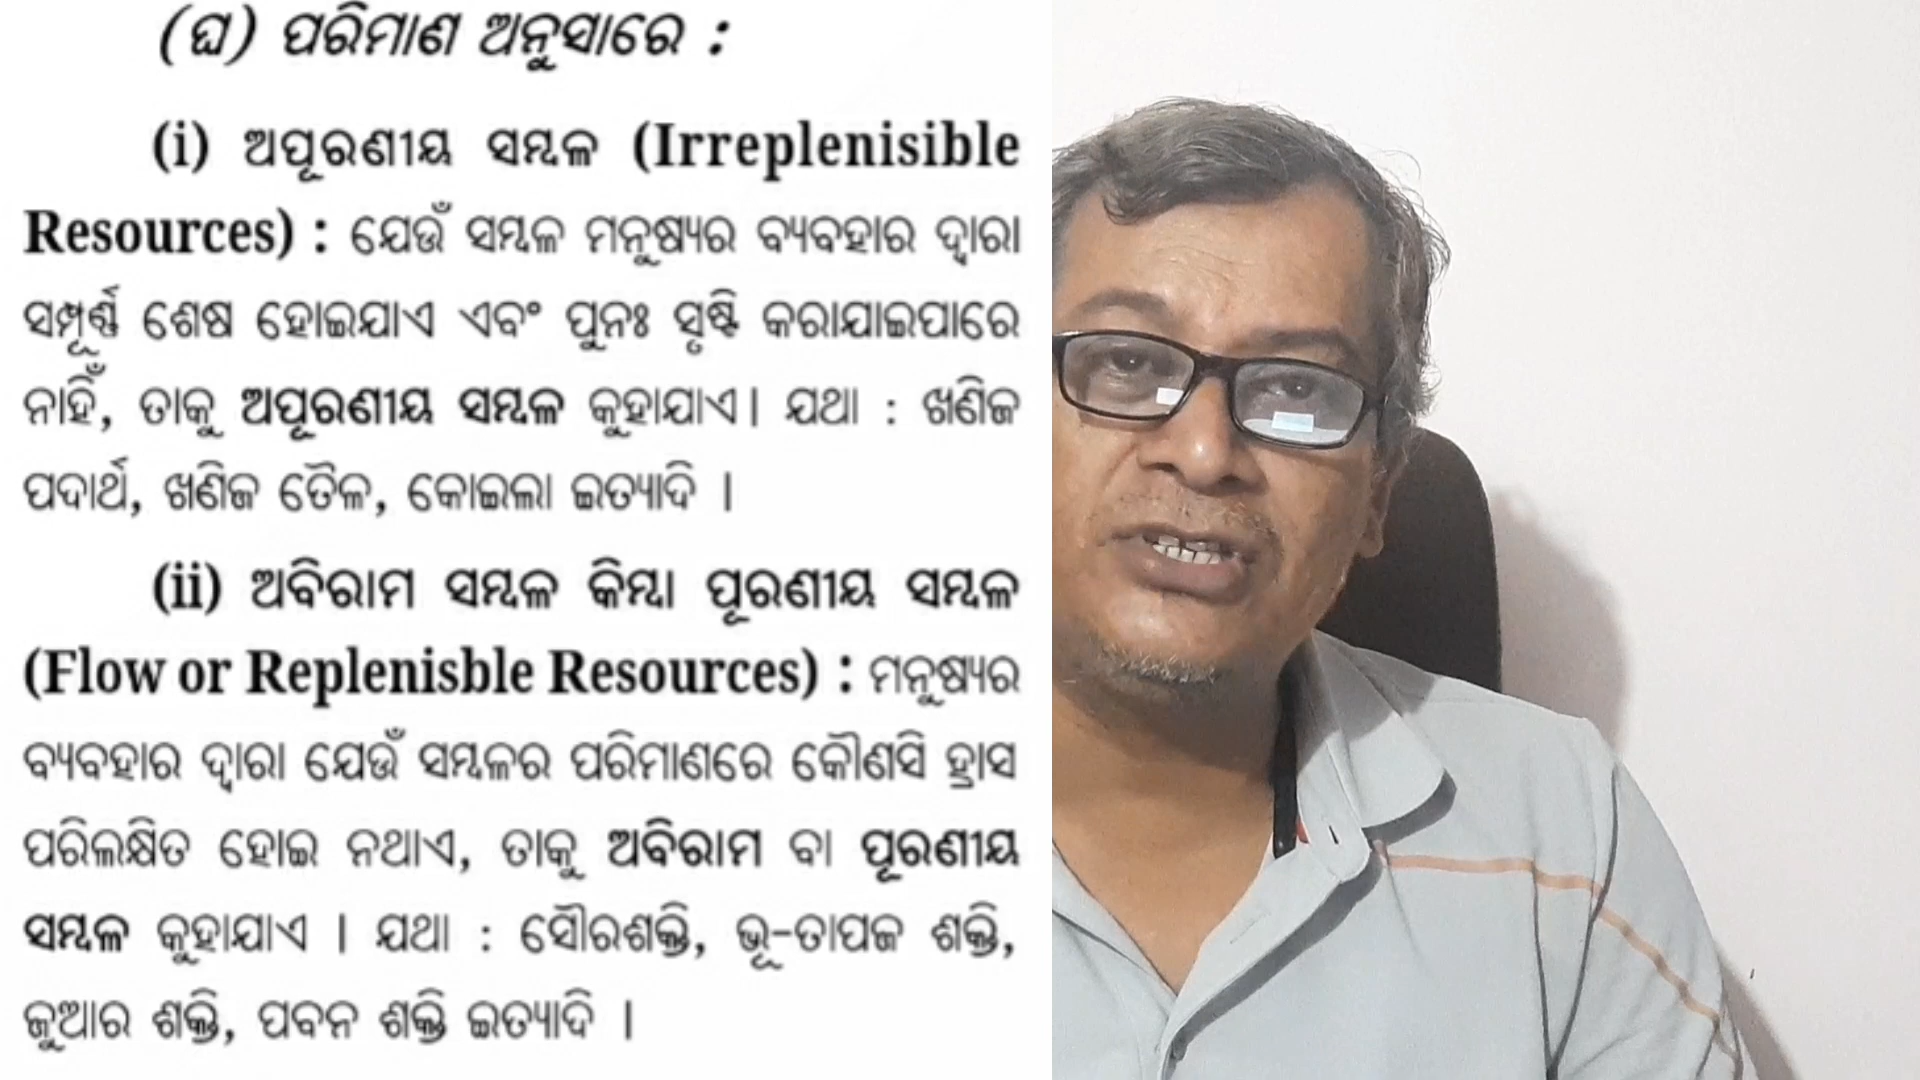 (ଘ) ପରିମାଣ ଅନୁସାରେ :
(i) ଅପୂରଣୀୟ ସମ୍ବଳ (Irreplenisible
Resources) : ଯେଉଁ ସମ୍ବଳ ମନୁଷ୍ୟର ବ୍ୟବହାର ଦ୍ୱାରା
ସମ୍ପୂର୍ଣ୍ଣ ଶେଷ ହୋଇଯାଏ ଏବଂ ପୁନଃ ସୃଷ୍ଟି କରାଯାଇପାରେ
ନାହିଁ, ତାକୁ ଅପୂରଣୀୟ ସମ୍ବଳ କୁହାଯାଏ। ଯଥା : ଖଣିଜ
ପଦାର୍ଥ, ଖଣିଜ ତୈଳ, କୋଇଲା ଇତ୍ୟାଦି ।
(ii) ଅବିରାମ ସମ୍ବଳ କିମ୍ବା ପୂରଣୀୟ ସମ୍ବଳ
(Flow or Replenisble Resources) : ମନୁଷ୍ୟର
ବ୍ୟବହାର ଦ୍ୱାରା ଯେଉଁ ସମ୍ବଳର ପରିମାଣରେ କୌଣସି ହ୍ରାସ
ପରିଲକ୍ଷିତ ହୋଇ ନଥାଏ, ତାକୁ ଅବିରାମ ବା ପୂରଣୀୟ
ସମ୍ବଳ କୁହାଯାଏ । ଯଥା : ସୌରଶକ୍ତି, ଭୂ-ତାପଜ ଶକ୍ତି,
ଜୁଆର ଶକ୍ତି, ପବନ ଶକ୍ତି ଇତ୍ୟାଦି ।